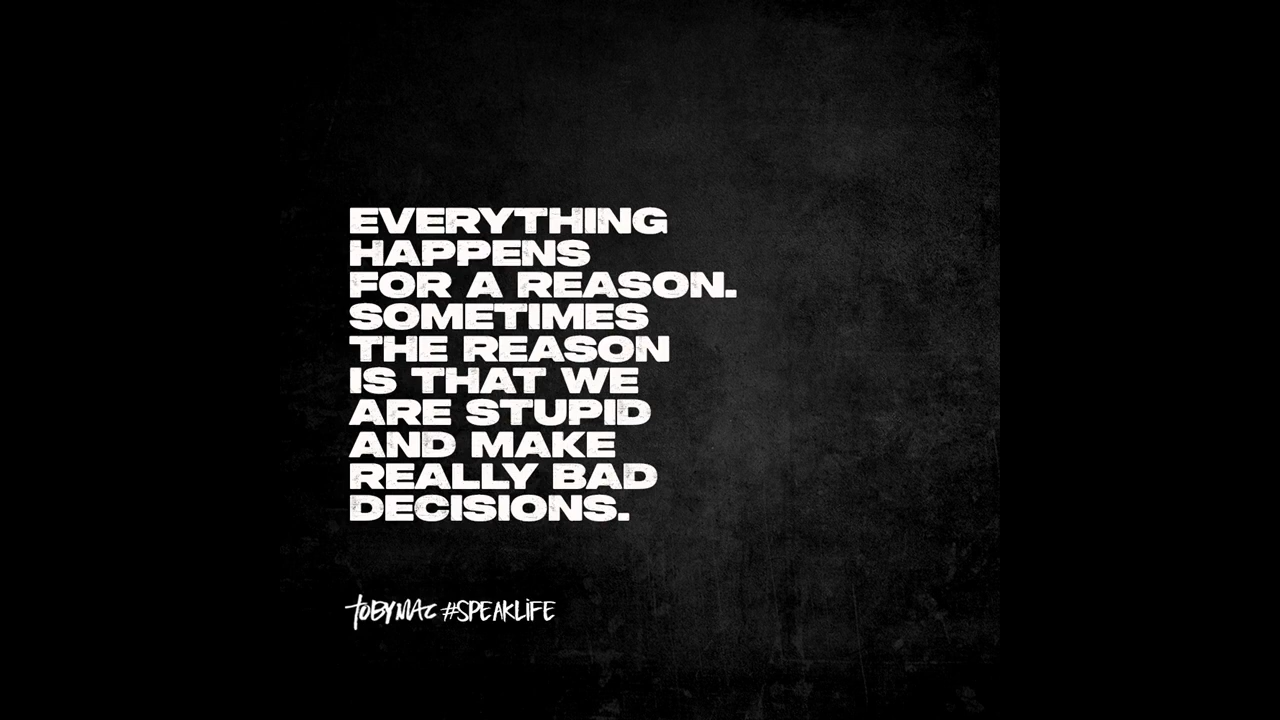 EVERYTHING
HAPPENS
FOR A REASON.
SOMETIMES
THE REASON
IS THAT WE
ARE STUPID
AND MAKE
REALLY BAD
DECISIONS.
TOBYMAC #SPEAKLIFE